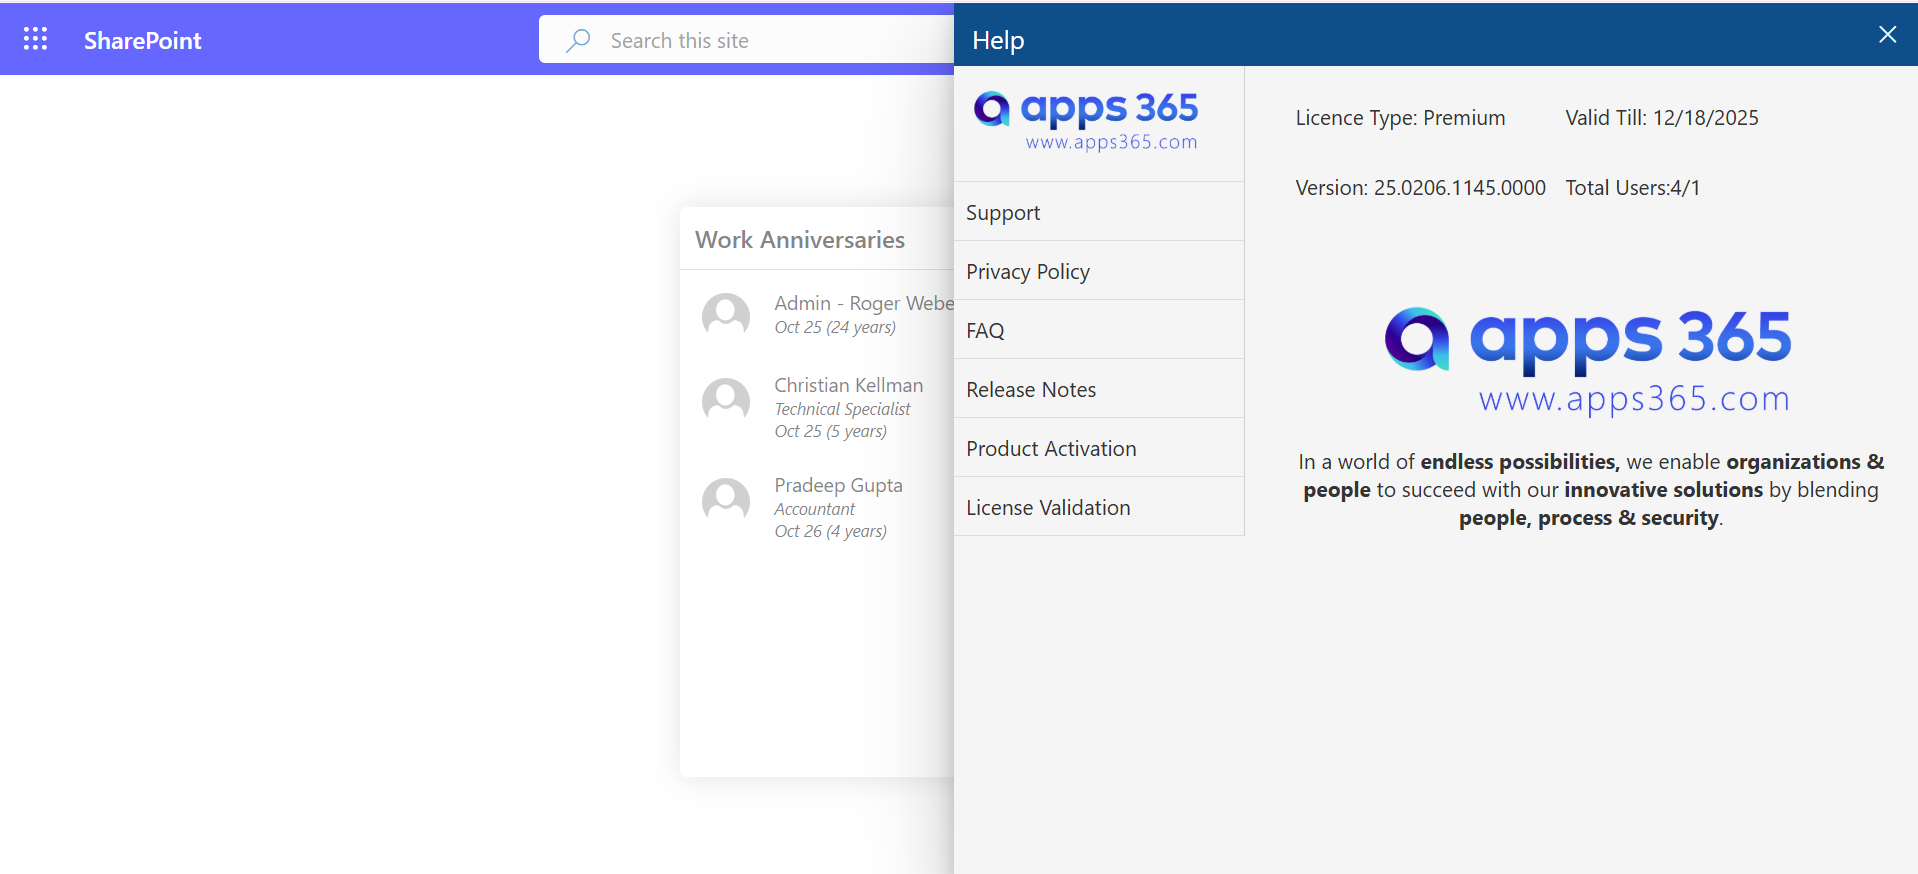 SharePoint
Search this site
Work Anniversaries
Admin - Roger Webe
Oct 25 (24 years)
Christian Kellman
Technical Specialist
Oct 25 (5 years)
Pradeep Gupta
Accountant
Oct 26 (4 years)
Help
apps 365
www.apps365.com
Support
Privacy Policy
FAQ
Release Notes
Product Activation
License Validation
Licence Type: Premium
Valid Till: 12/18/2025
Version: 25.0206.1145.0000
Total Users:4/1
apps 365
www.apps365.com
In a world of endless possibilities, we enable organizations &
people to succeed with our innovative solutions by blending
people, process & security.